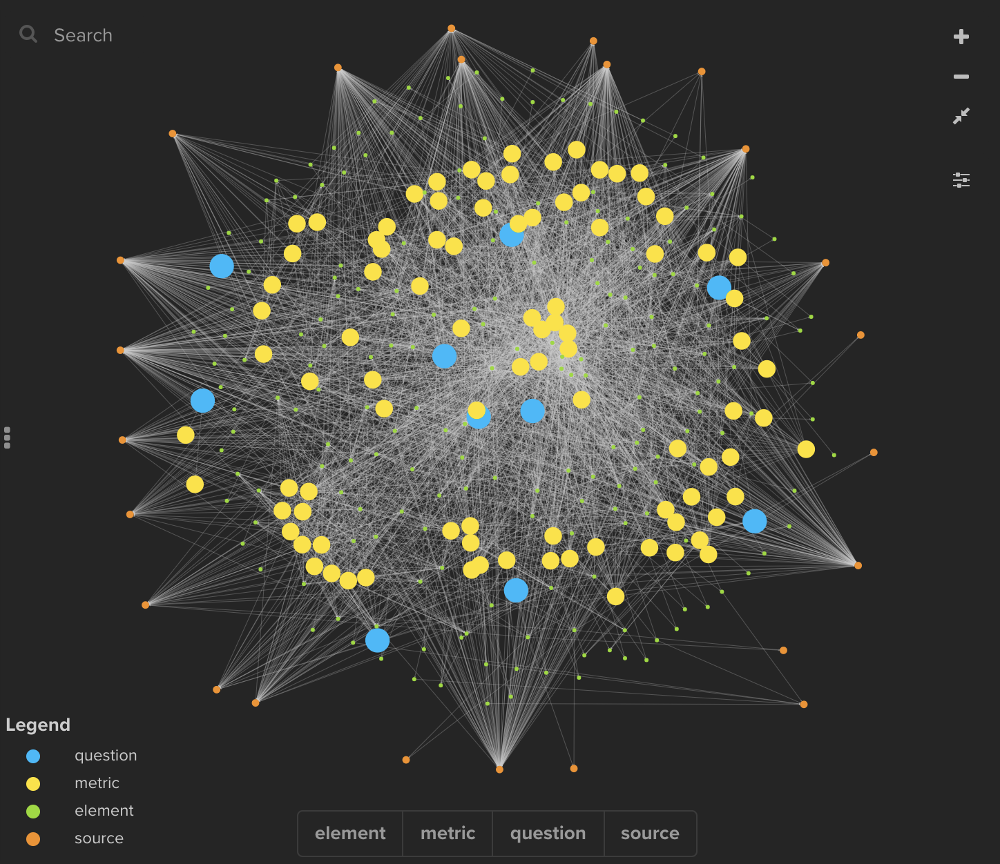 Search
Legend
question
metric
element
source
element metric question source